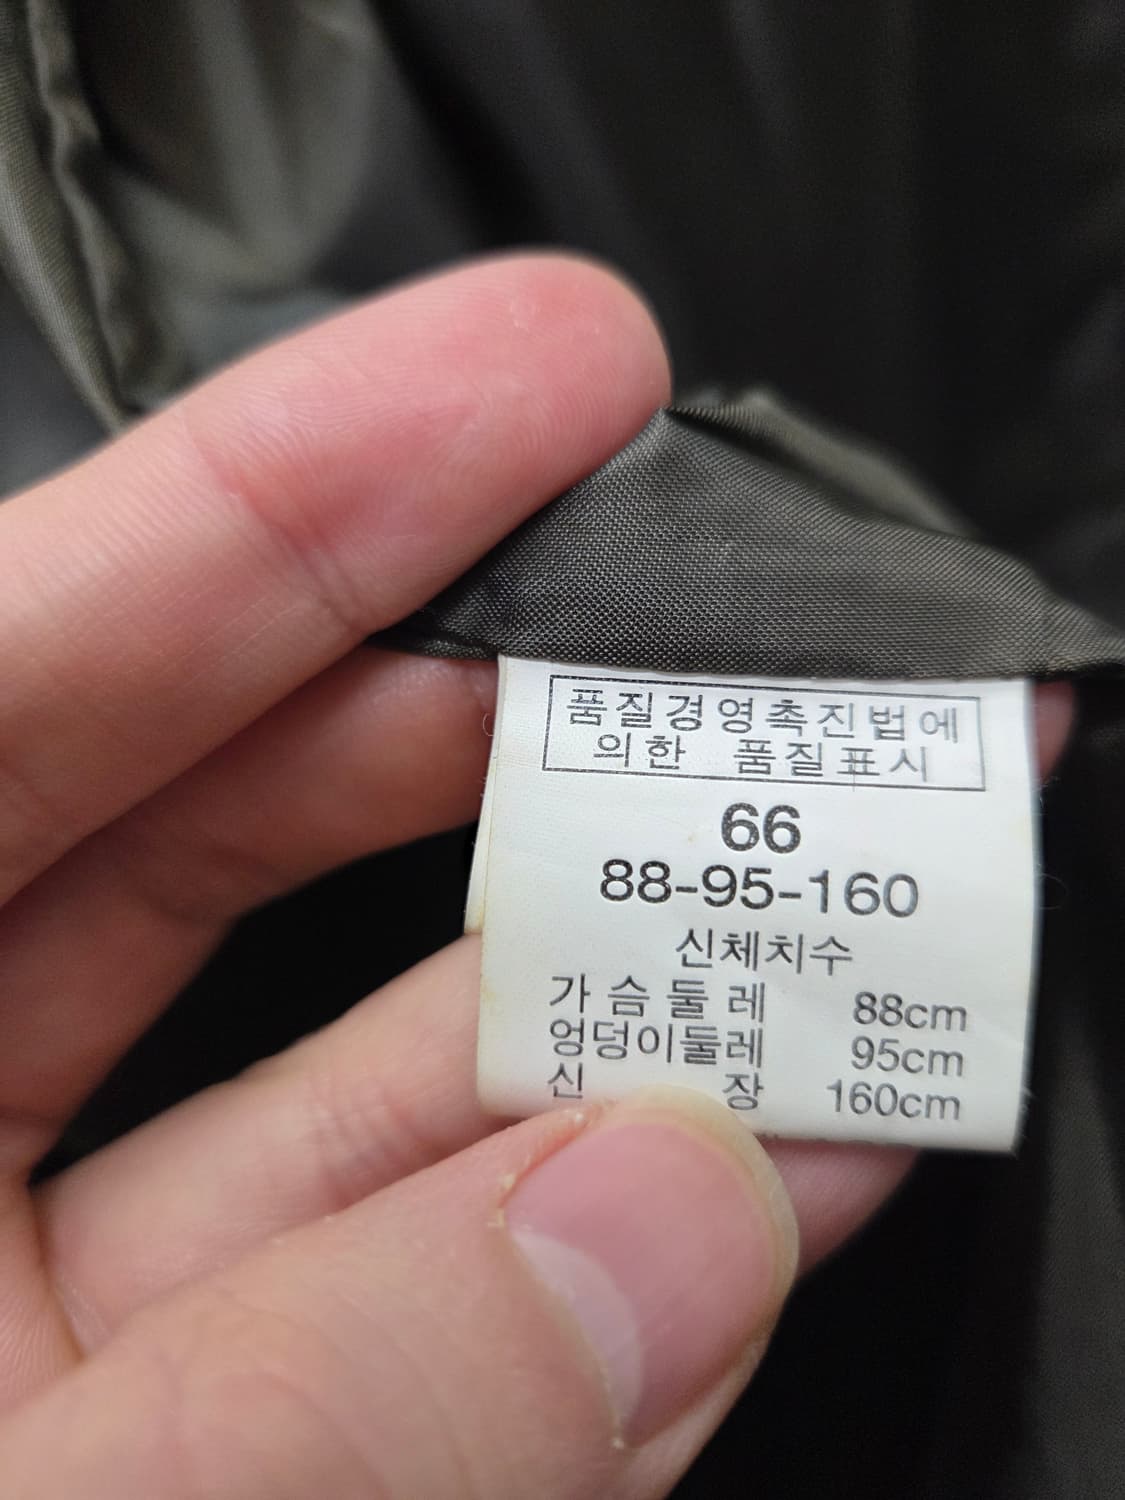 품질경영촉진법에
의한 품질표시
66
88-95-160
신체치수
가슴둘레 88cm
엉덩이둘레 95cm
신장 160cm